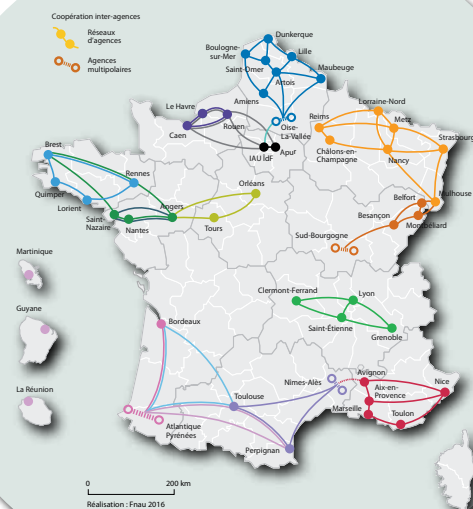 Coopération inter-agences
Réseaux
d'agences
Agences
multipolaires
Dunkerque
Boulogne-
sur-Mer
Lille
Saint-Omer
Maubeuge
Artois
Amiens
Le Havre
Rouen
Caen
Oise-
La-Vallée
IAU îdF
Apur
Lorraine-Nord
Reims
Metz
Strasbourg
Châlons-en-
Champagne
Nancy
Mulhouse
Belfort
Besançon
Montbéliard
Sud-Bourgogne
Brest
Rennes
Quimper
Lorient
Saint-
Nazaire
Nantes
Angers
Tours
Orléans
Martinique
Guyane
La Réunion
Clermont-Ferrand
Lyon
Saint-Étienne
Grenoble
Bordeaux
Toulouse
Atlantique
Pyrénées
Perpignan
Nîmes-Alès
Avignon
Aix-en-
Provence
Marseille
Toulon
Nice
0
200 km
Réalisation : Fnau 2016